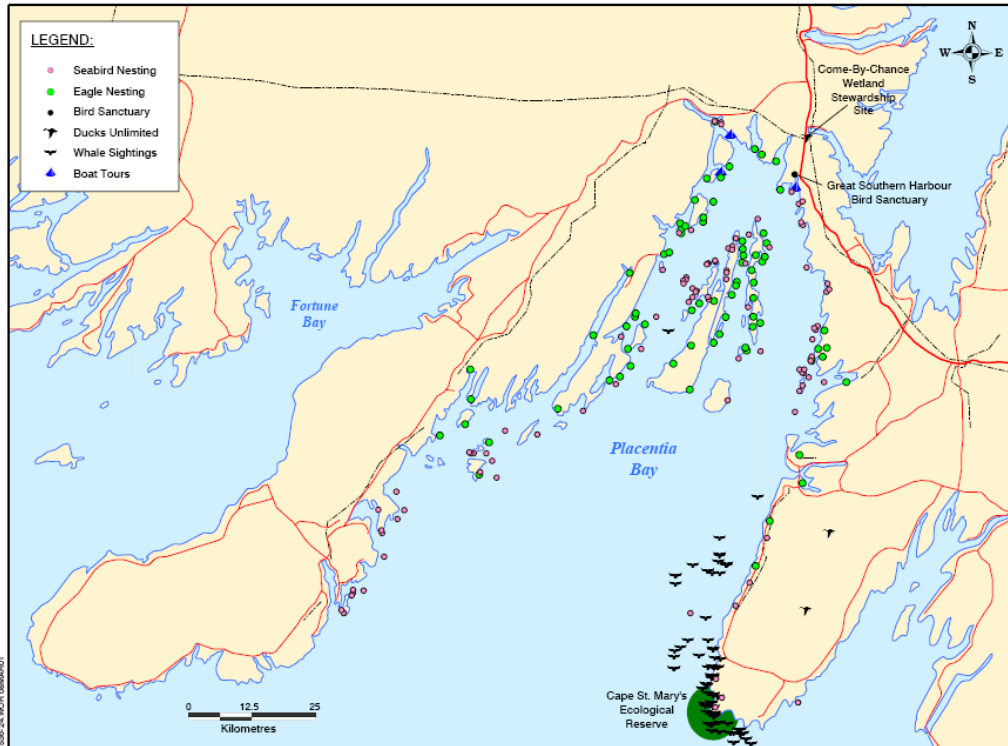 LEGEND:
Seabird Nesting
Eagle Nesting
Bird Sanctuary
Ducks Unlimited
Whale Sightings
Boat Tours
N
W E
S
Come-By-Chance
Wetland
Stewardship
Site
Great Southern Harbour
Bird Sanctuary
Fortune
Bay
Placentia
Bay
Cape St. Mary's
Ecological
Reserve
0 12.5 25
Kilometres